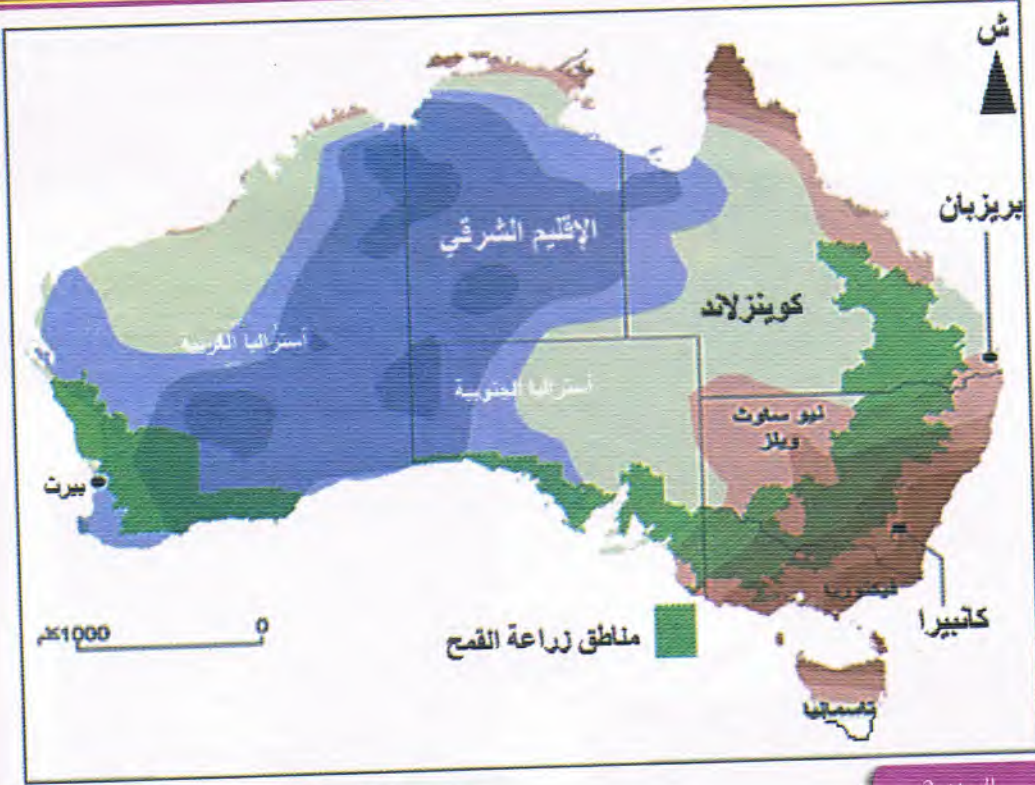 ش
بريزبان
الإقليم الشرقي
كوينزلاند
أستراليا الغربية
أستراليا الجنوبية
نيو ساوث
ويلز
بيرث
فيكتوريا
كانبيرا
0
1000كلم
مناطق زراعة القمح
تاسمانيا